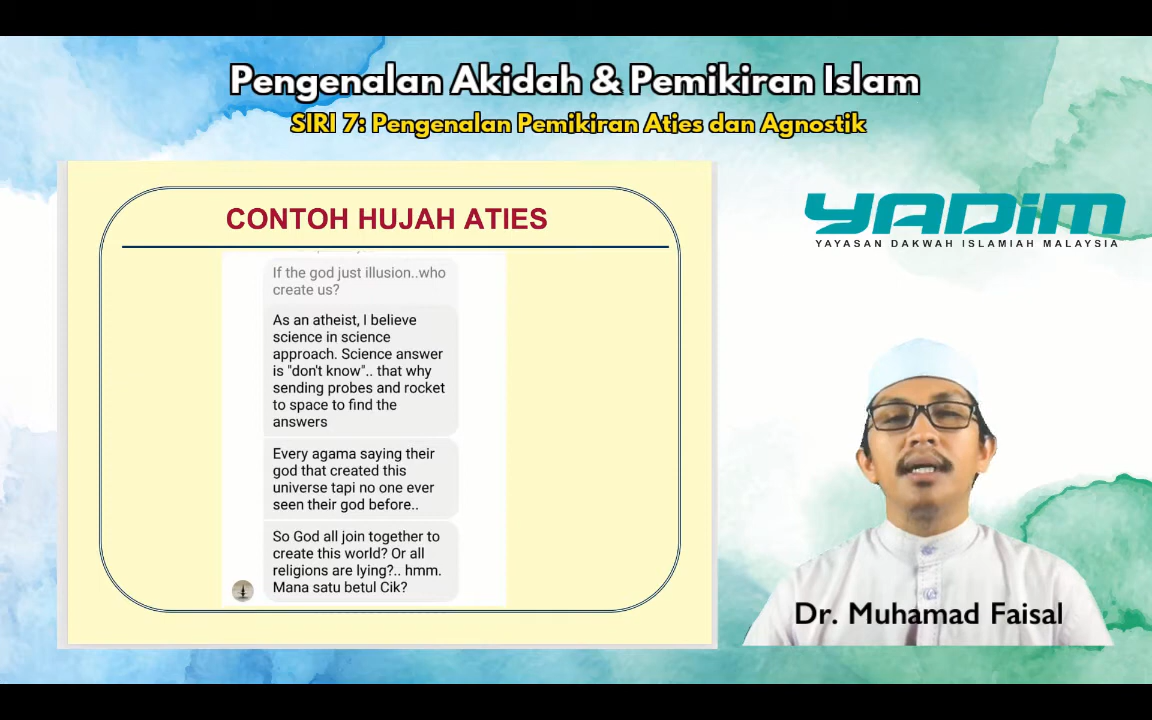 Pengenalan Akidah & Pemikiran Islam
SIRI 7: Pengenalan Pemikiran Aties dan Agnostik
CONTOH HUJAH ATIES
If the god just illusion..who
create us?
As an atheist, I believe
science in science
approach. Science answer
is "don't know".. that why
sending probes and rocket
to space to find the
answers
Every agama saying their
god that created this
universe tapi no one ever
seen their god before..
So God all join together to
create this world? Or all
religions are lying?.. hmm.
Mana satu betul Cik?
YADiM
YAYASAN DAKWAH ISLAMIAH MALAYSIA
Dr. Muhamad Faisal